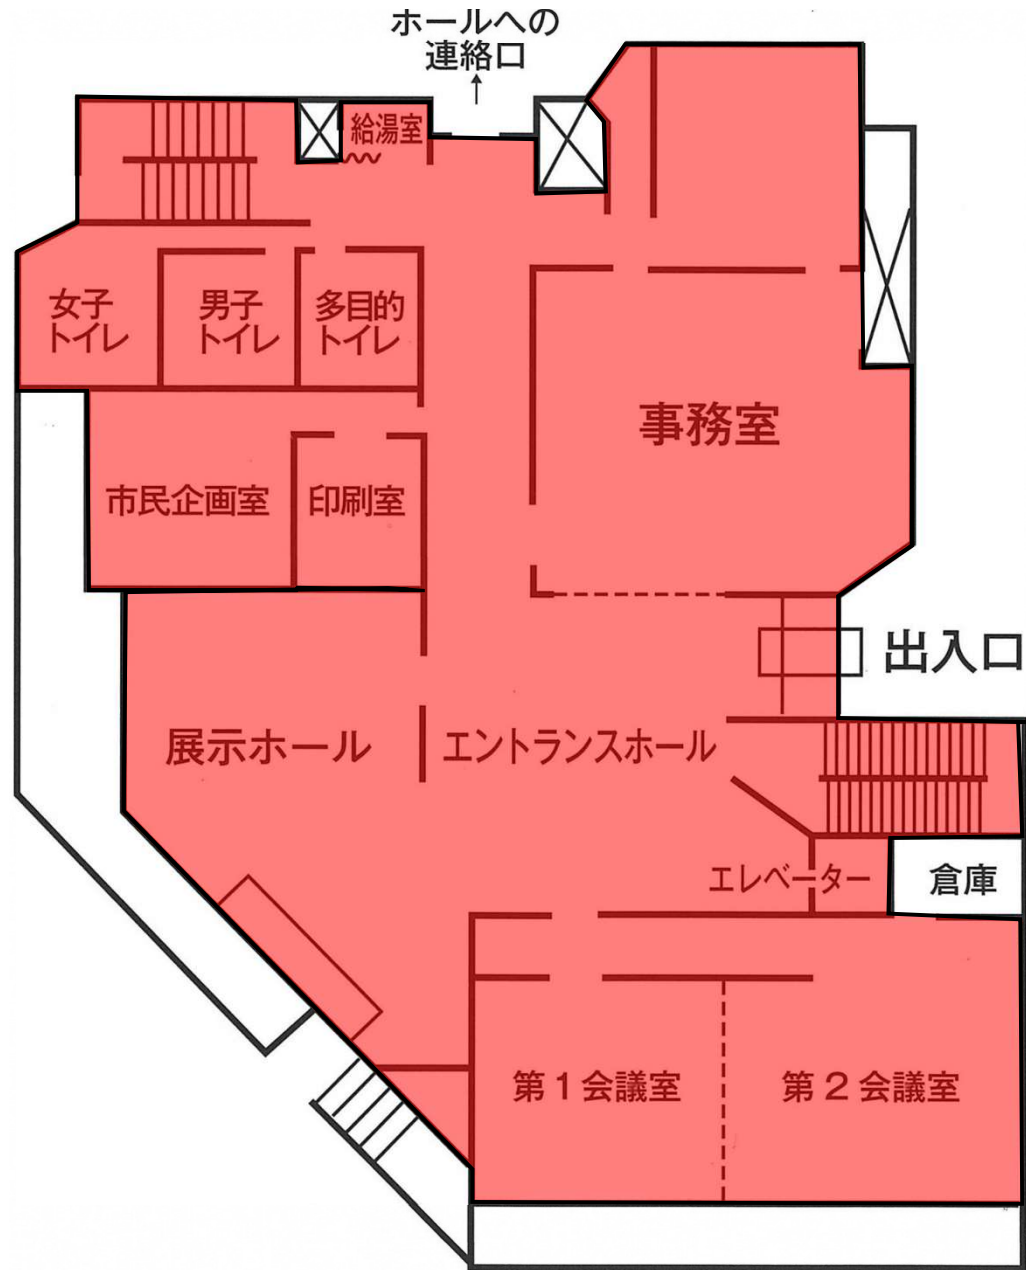 ホールへの
連絡口
給湯室
女子
トイレ
男子
トイレ
多目的
トイレ
事務室
市民企画室
印刷室
出入口
展示ホール
エントランスホール
エレベーター
倉庫
第1会議室
第2会議室